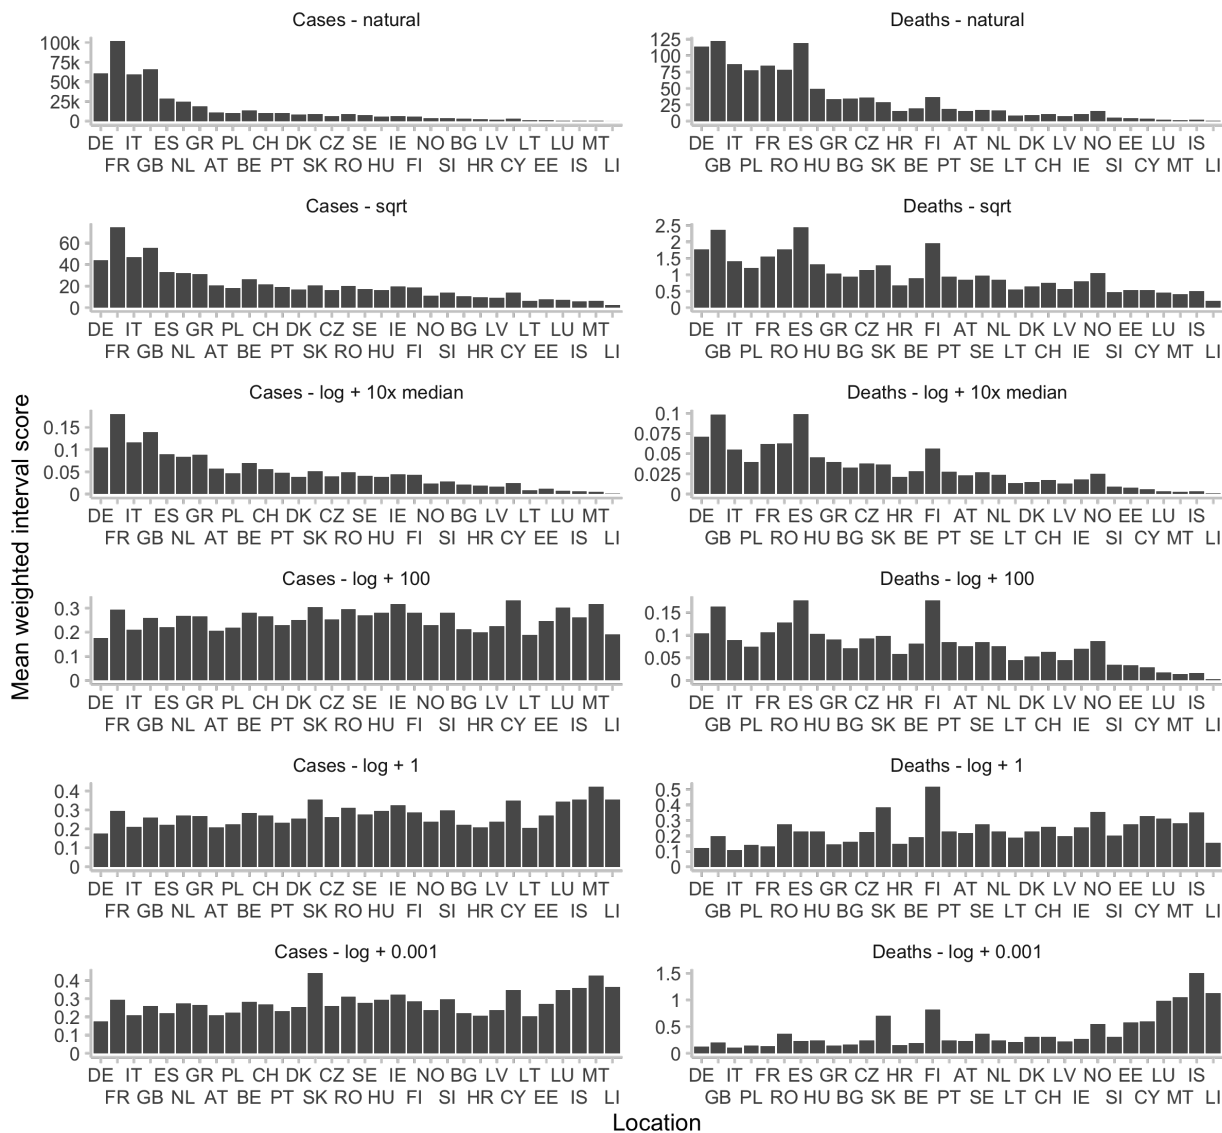 Cases - natural
100k
75k
50k
25k
0
DE IT ES GR PL CH DK CZ SE IE NO BG LV LT LU MT
FR GB NL AT BE PT SK RO HU FI SI HR CY EE IS LI
Deaths - natural
125
100
75
50
25
0
DE IT FR ES GR CZ HR FI AT NL DK LV NO EE LU IS
GB PL RO HU BG SK BE PT SE LT CH IE SI CY MT LI
Cases - sqrt
60
40
20
0
DE IT ES GR PL CH DK CZ SE IE NO BG LV LT LU MT
FR GB NL AT BE PT SK RO HU FI SI HR CY EE IS LI
Deaths - sqrt
2.5
2
1.5
1
0.5
0
DE IT FR ES GR CZ HR FI AT NL DK LV NO EE LU IS
GB PL RO HU BG SK BE PT SE LT CH IE SI CY MT LI
Mean weighted interval score
Cases - log + 10x median
0.15
0.1
0.05
0
DE IT ES GR PL CH DK CZ SE IE NO BG LV LT LU MT
FR GB NL AT BE PT SK RO HU FI SI HR CY EE IS LI
Deaths - log + 10x median
0.1
0.075
0.05
0.025
0
DE IT FR ES GR CZ HR FI AT NL DK LV NO EE LU IS
GB PL RO HU BG SK BE PT SE LT CH IE SI CY MT LI
Cases - log + 100
0.3
0.2
0.1
0
DE IT ES GR PL CH DK CZ SE IE NO BG LV LT LU MT
FR GB NL AT BE PT SK RO HU FI SI HR CY EE IS LI
Deaths - log + 100
0.15
0.1
0.05
0
DE IT FR ES GR CZ HR FI AT NL DK LV NO EE LU IS
GB PL RO HU BG SK BE PT SE LT CH IE SI CY MT LI
Cases - log + 1
0.4
0.3
0.2
0.1
0
DE IT ES GR PL CH DK CZ SE IE NO BG LV LT LU MT
FR GB NL AT BE PT SK RO HU FI SI HR CY EE IS LI
Deaths - log + 1
0.5
0.4
0.3
0.2
0.1
0
DE IT FR ES GR CZ HR FI AT NL DK LV NO EE LU IS
GB PL RO HU BG SK BE PT SE LT CH IE SI CY MT LI
Cases - log + 0.001
0.4
0.3
0.2
0.1
0
DE IT ES GR PL CH DK CZ SE IE NO BG LV LT LU MT
FR GB NL AT BE PT SK RO HU FI SI HR CY EE IS LI
Deaths - log + 0.001
1.5
1
0.5
0
DE IT FR ES GR CZ HR FI AT NL DK LV NO EE LU IS
GB PL RO HU BG SK BE PT SE LT CH IE SI CY MT LI
Location